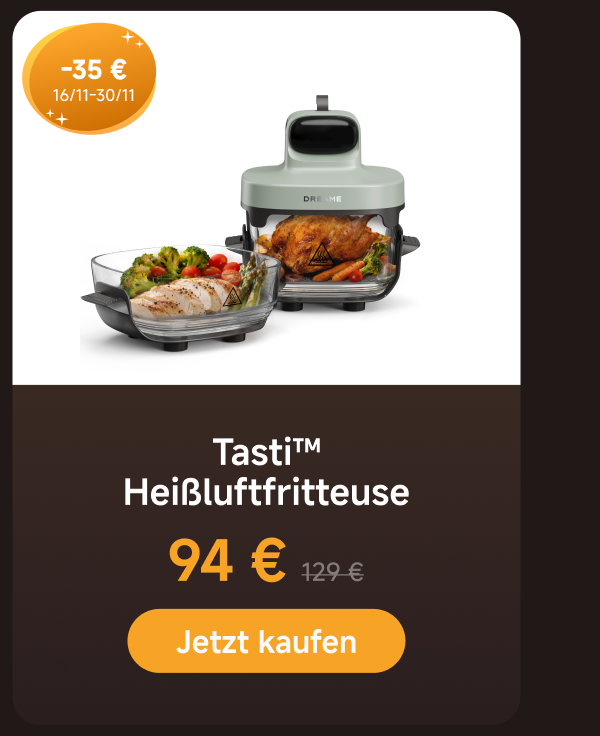 -35 €
16/11-30/11
DREAME
Tasti™
Heißluftfritteuse
94 € 129 €
Jetzt kaufen